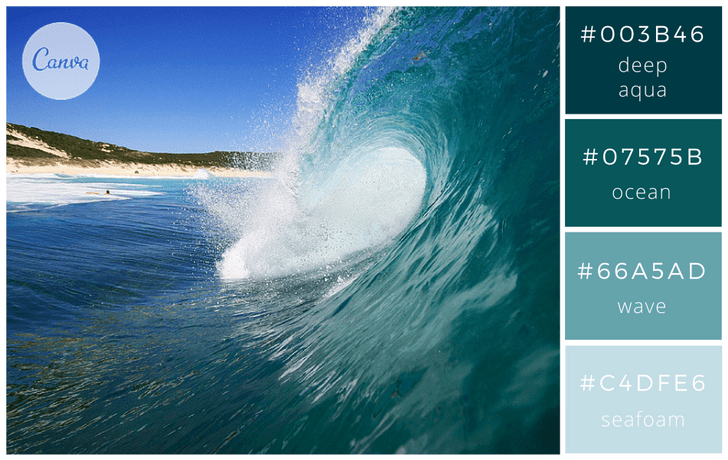 Canva
#003B46
deep
aqua
#07575B
ocean
#66A5AD
wave
#C4DFE6
seafoam